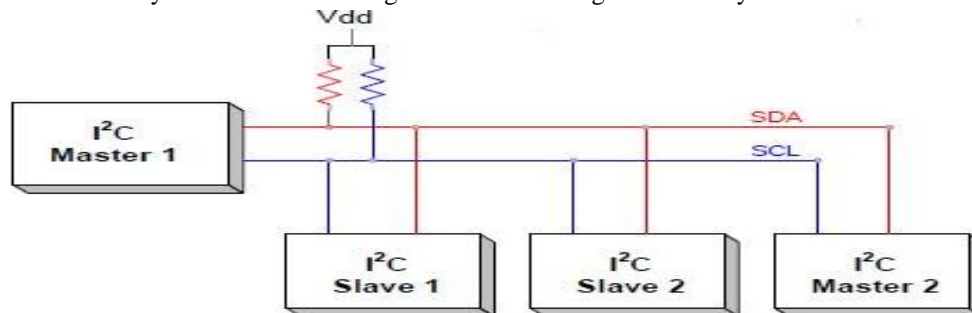 Vdd
I²C
Master 1
SDA
SCL
I²C
Slave 1
I²C
Slave 2
I²C
Master 2